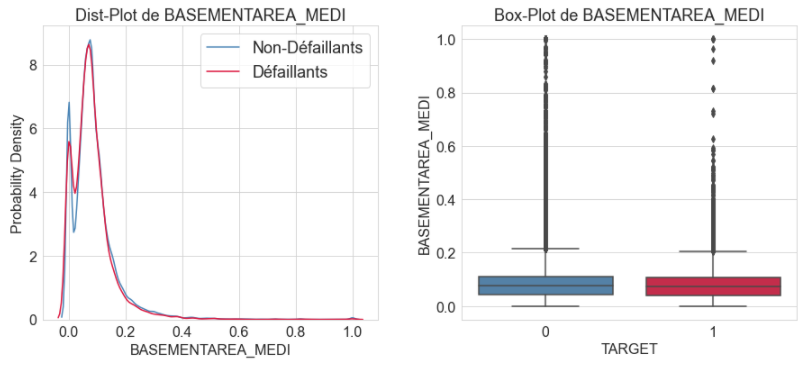 Dist-Plot de BASEMENTAREA_MEDI
Non-Défaillants
Défaillants
Probability Density
8
6
4
2
0
0.0 0.2 0.4 0.6 0.8 1.0
BASEMENTAREA_MEDI
Box-Plot de BASEMENTAREA_MEDI
BASEMENTAREA_MEDI
1.0
0.8
0.6
0.4
0.2
0.0
0 1
TARGET